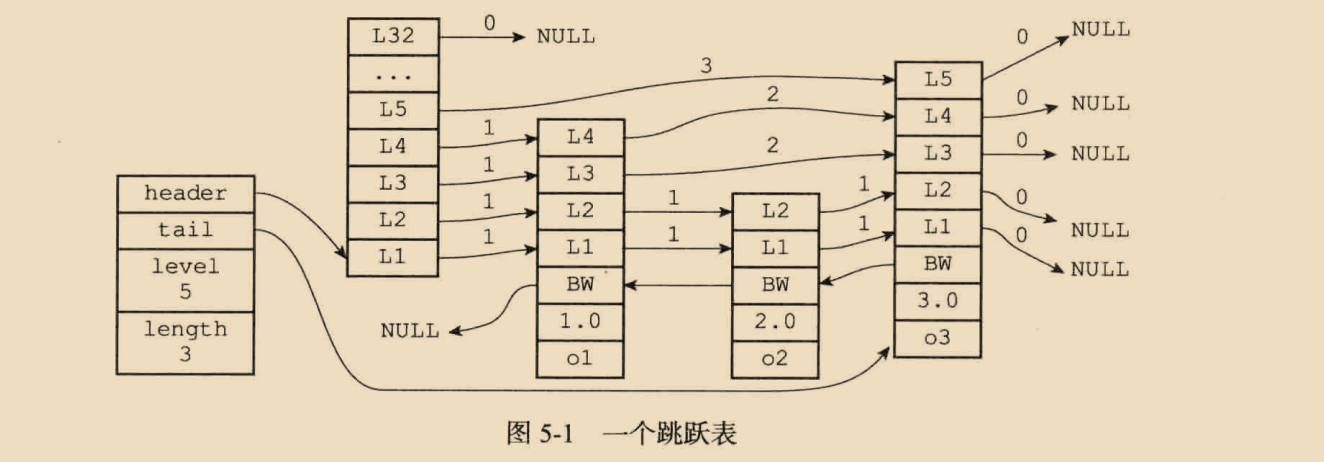 header
tail
level
5
length
3
L32
...
L5
L4
L3
L2
L1
0
NULL
3
1
1
1
1
L4
L3
L2
L1
BW
1.0
o1
NULL
2
2
1
1
L2
L1
BW
2.0
o2
1
1
L5
L4
L3
L2
L1
BW
3.0
o3
0
NULL
0
NULL
0
NULL
0
NULL
0
NULL
图 5-1 一个跳跃表